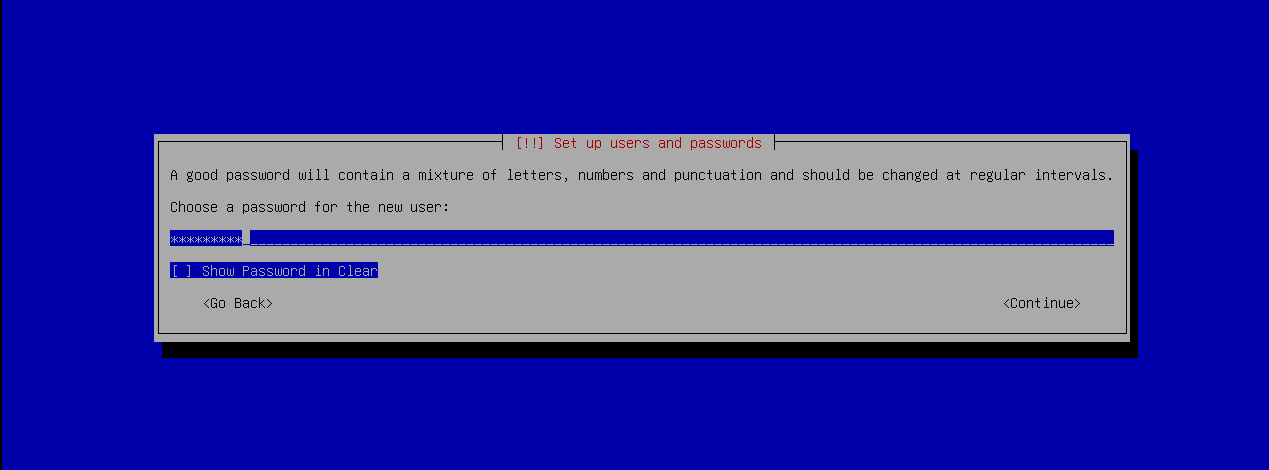 [!!] Set up users and passwords
A good password will contain a mixture of letters, numbers and punctuation and should be changed at regular intervals.
Choose a password for the new user:
*********
[ ] Show Password in Clear
<Go Back> <Continue>